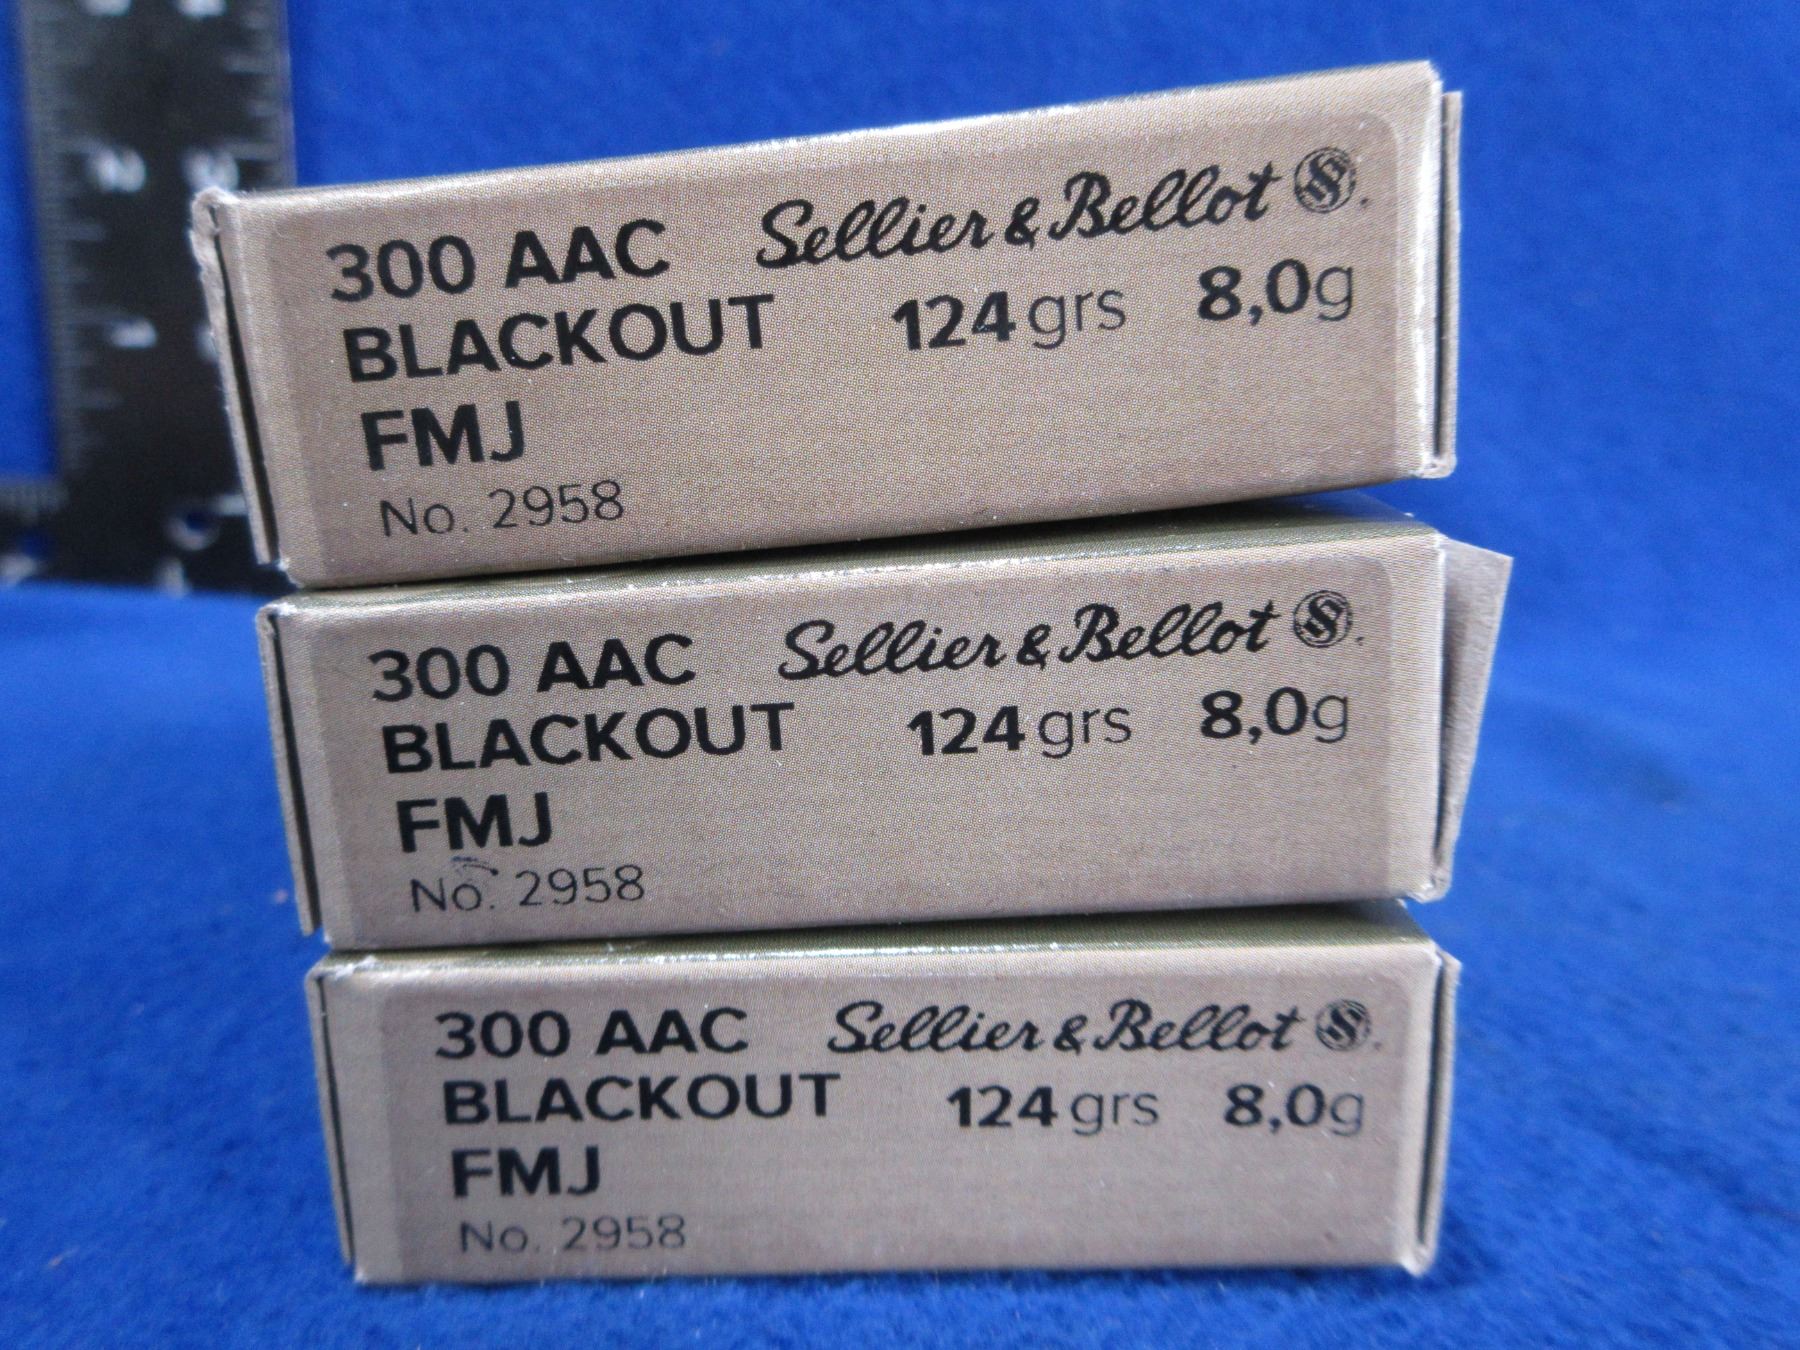 300 AAC Sellier & Bellot
BLACKOUT 124 grs 8,0g
FMJ
No. 2958
300 AAC Sellier & Bellot
BLACKOUT 124 grs 8,0g
FMJ
No. 2958
300 AAC Sellier & Bellot
BLACKOUT 124 grs 8,0g
FMJ
No. 2958